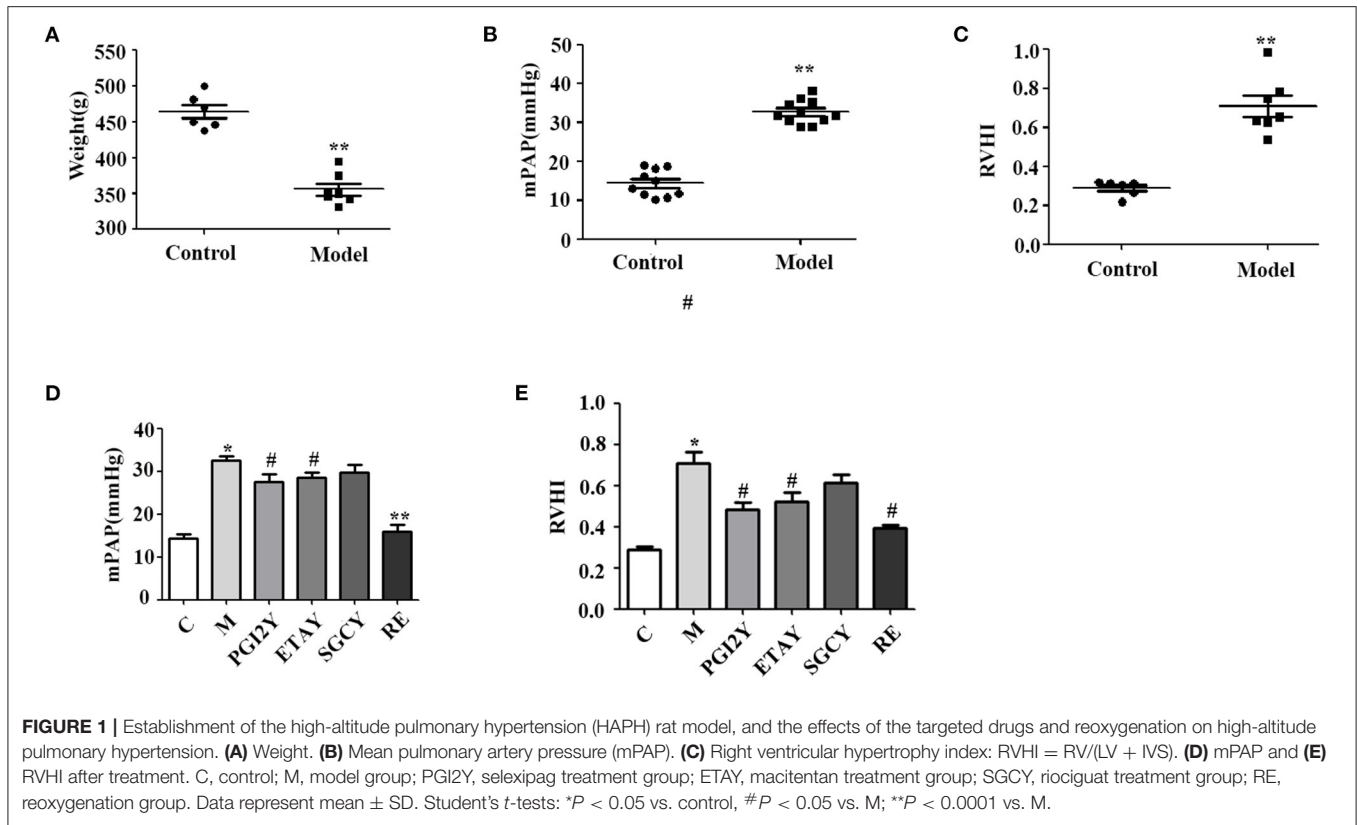 A
Weight(g)
550
500
450
400
350
300
**
Control
Model
B
mPAP(mmHg)
50
40
30
20
10
0
**
Control
Model
#
C
RVHI
1.0
0.8
0.6
0.4
0.2
0.0
**
Control
Model
D
mPAP(nmHg)
40
30
20
10
0
*
#
#
**
C
M
PGI2Y
ETAY
SGCY
RE
E
RVHI
1.0
0.8
0.6
0.4
0.2
0.0
*
#
#
#
C
M
PGI2Y
ETAY
SGCY
RE
FIGURE 1 | Establishment of the high-altitude pulmonary hypertension (HAPH) rat model, and the effects of the targeted drugs and reoxygenation on high-altitude
pulmonary hypertension. (A) Weight. (B) Mean pulmonary artery pressure (mPAP). (C) Right ventricular hypertrophy index: RVHI = RV/(LV + IVS). (D) mPAP and (E)
RVHI after treatment. C, control; M, model group; PGI2Y, selexipag treatment group; ETAY, macitentan treatment group; SGCY, riociguat treatment group; RE,
reoxygenation group. Data represent mean ± SD. Student's t-tests: *P < 0.05 vs. control, #P < 0.05 vs. M; **P < 0.0001 vs. M.